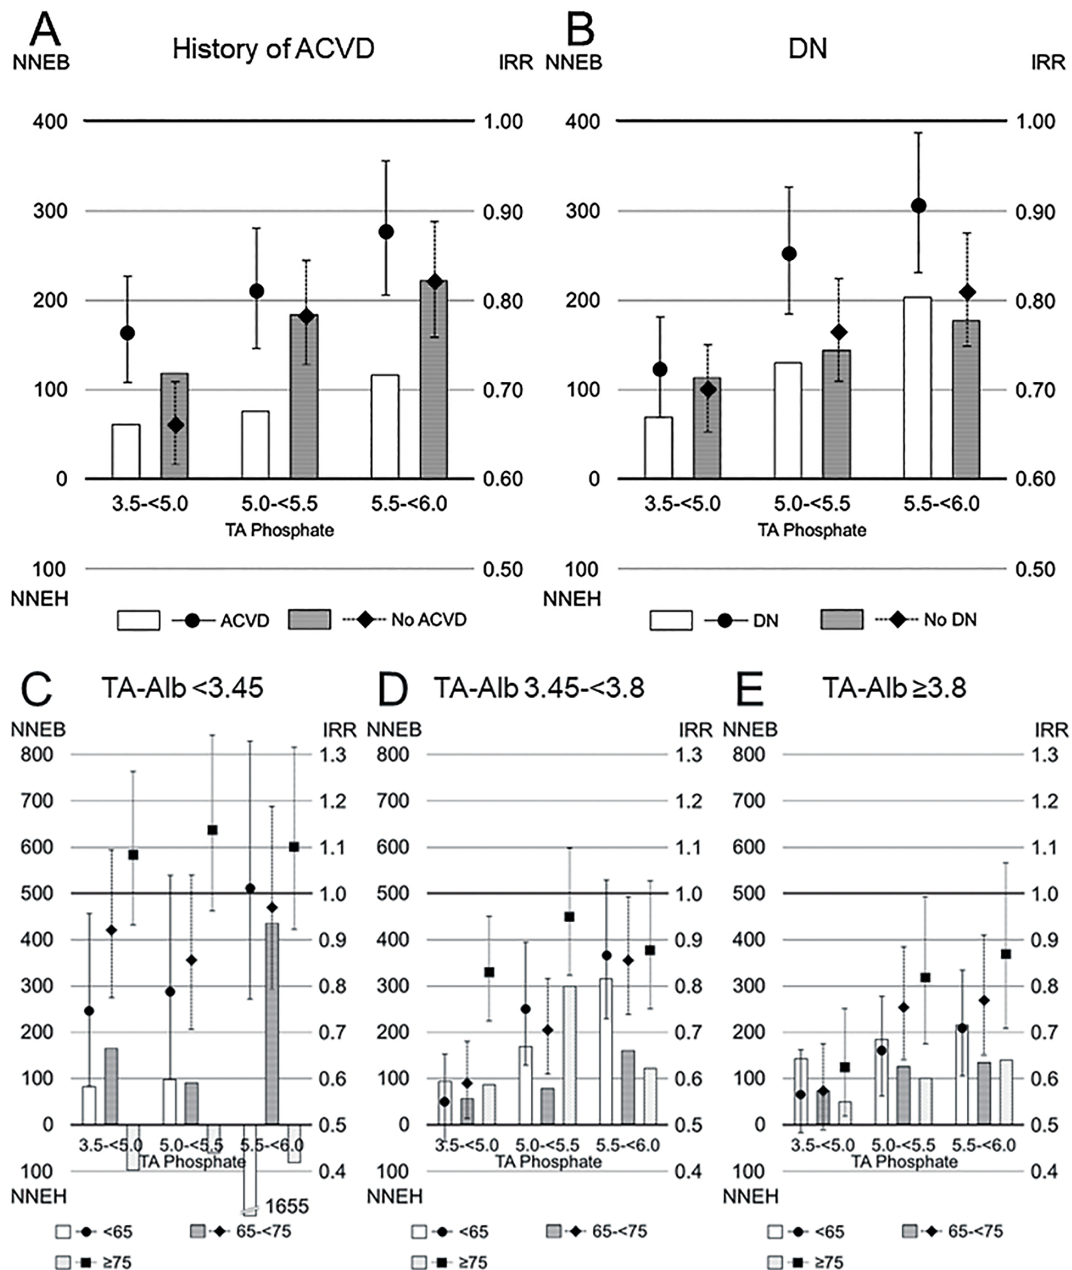 A
B
History of ACVD
DN
NNEB IRR NNEB IRR
400 1.00 400 1.00
300 0.90 300 0.90
200 0.80 200 0.80
100 0.70 100 0.70
0 0.60 0 0.60
3.5-<5.0 5.0-<5.5 5.5-<6.0 3.5-<5.0 5.0-<5.5 5.5-<6.0
TA Phosphate TA Phosphate
100 0.50 100 0.50
NNEH NNEH
ACVD No ACVD DN No DN
C TA-Alb <3.45 D TA-Alb 3.45-<3.8 E TA-Alb ≥3.8
NNEB IRR NNEB IRR NNEB IRR
800 1.3 800 1.3 800 1.3
700 1.2 700 1.2 700 1.2
600 1.1 600 1.1 600 1.1
500 1.0 500 1.0 500 1.0
400 0.9 400 0.9 400 0.9
300 0.8 300 0.8 300 0.8
200 0.7 200 0.7 200 0.7
100 0.6 100 0.6 100 0.6
0 0.5 0 0.5 0 0.5
3.5-<5.0 5.0-<5.5 5.5-<6.0 3.5-<5.0 5.0-<5.5 5.5-<6.0 3.5-<5.0 5.0-<5.5 5.5-<6.0
TA Phosphate TA Phosphate TA Phosphate
100 0.4 100 0.4 100 0.4
NNEH 1655 NNEH NNEH
<65 65-<75 <65 65-<75 <65 65-<75
≥75 ≥75 ≥75